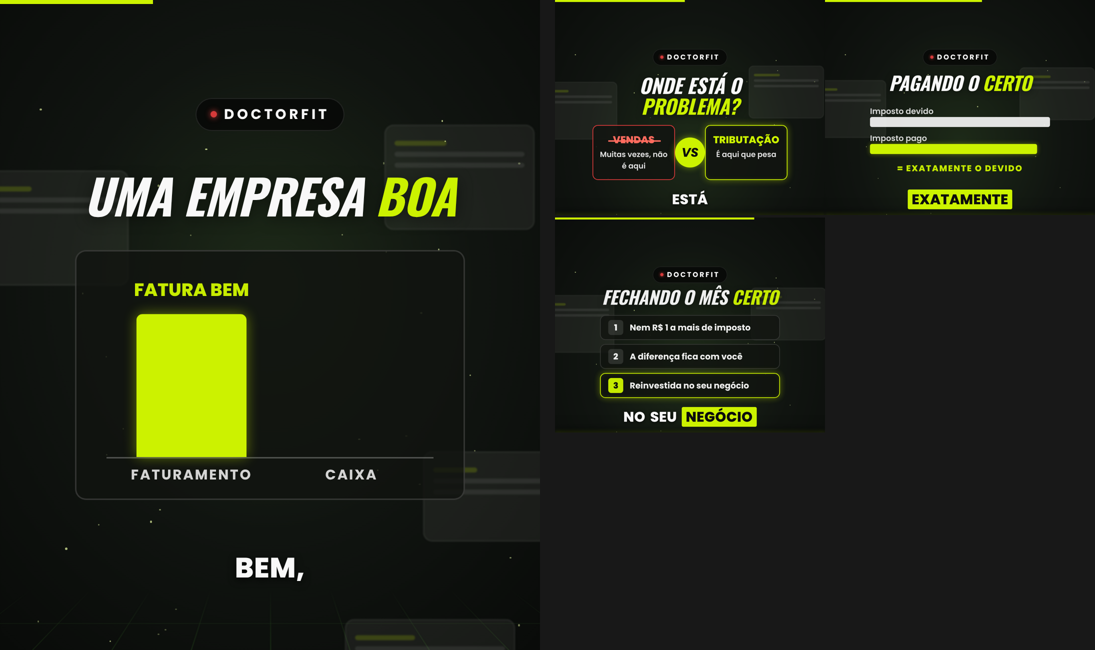 DOCTORFIT
UMA EMPRESA BOA
FATURA BEM
FATURAMENTO
CAIXA
BEM,
DOCTORFIT
ONDE ESTÁ O
PROBLEMA?
VENDAS
Muitas vezes, não
é aqui
VS
TRIBUTAÇÃO
É aqui que pesa
ESTÁ
DOCTORFIT
PAGANDO O CERTO
Imposto devido
Imposto pago
= EXATAMENTE O DEVIDO
EXATAMENTE
DOCTORFIT
FECHANDO O MÊS CERTO
1 Nem R$ 1 a mais de imposto
2 A diferença fica com você
3 Reinvestida no seu negócio
NO SEU NEGÓCIO